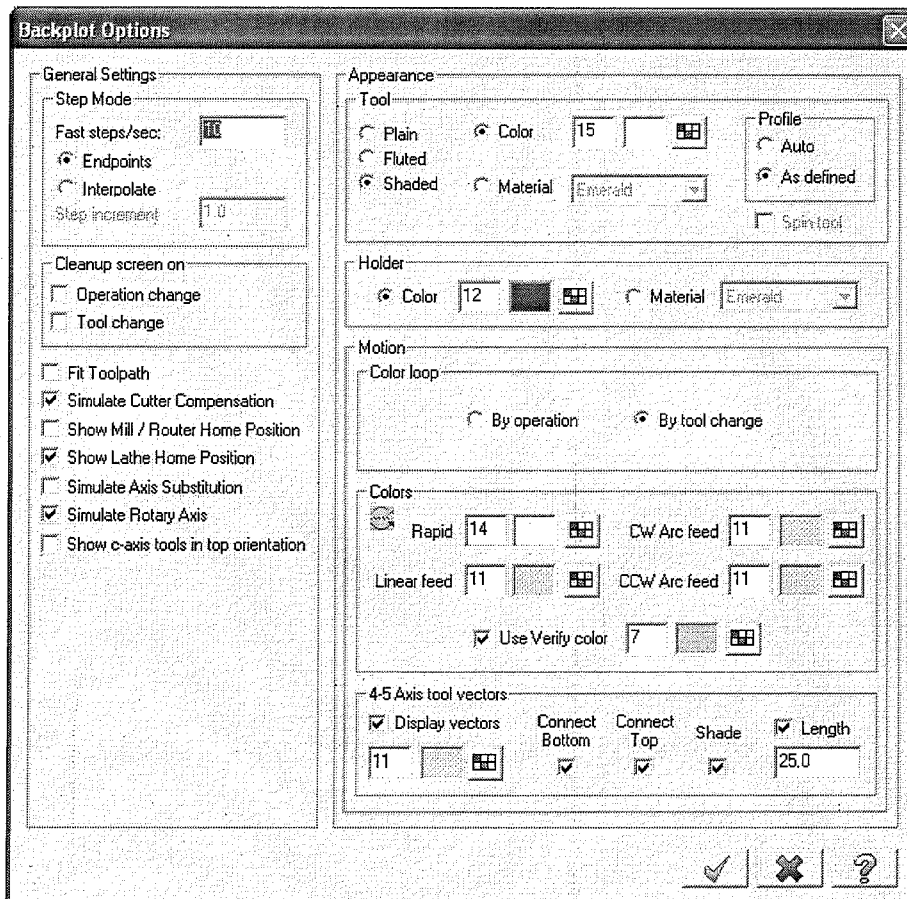 Backplot Options
General Settings
Step Mode
Fast steps/sec: 10
Endpoints
Interpolate
Step increment 1.0
Cleanup screen on
Operation change
Tool change
Fit Toolpath
Simulate Cutter Compensation
Show Mill / Router Home Position
Show Lathe Home Position
Simulate Axis Substitution
Simulate Rotary Axis
Show c-axis tools in top orientation
Appearance
Tool
Plain
Fluted
Shaded
Color 15
Material Emerald
Profile
Auto
As defined
Spin tool
Holder
Color 12
Material Emerald
Motion
Color loop
By operation
By tool change
Colors
Rapid 14
CW Arc feed 11
Linear feed 11
CCW Arc feed 11
Use Verify color 7
4-5 Axis tool vectors
Display vectors
11
Connect Bottom
Connect Top
Shade
Length
25.0